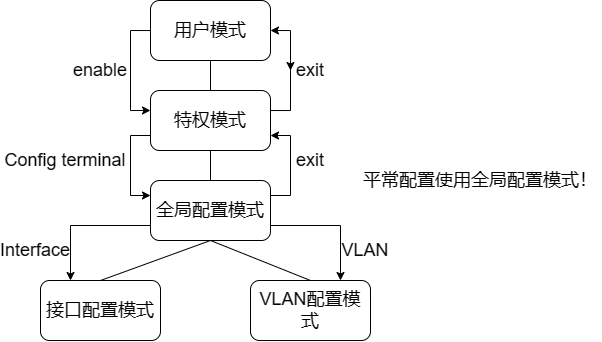 用户模式
enable
exit
特权模式
Config terminal
exit
平常配置使用全局配置模式！
全局配置模式
Interface
VLAN
接口配置模式
VLAN配置模
式